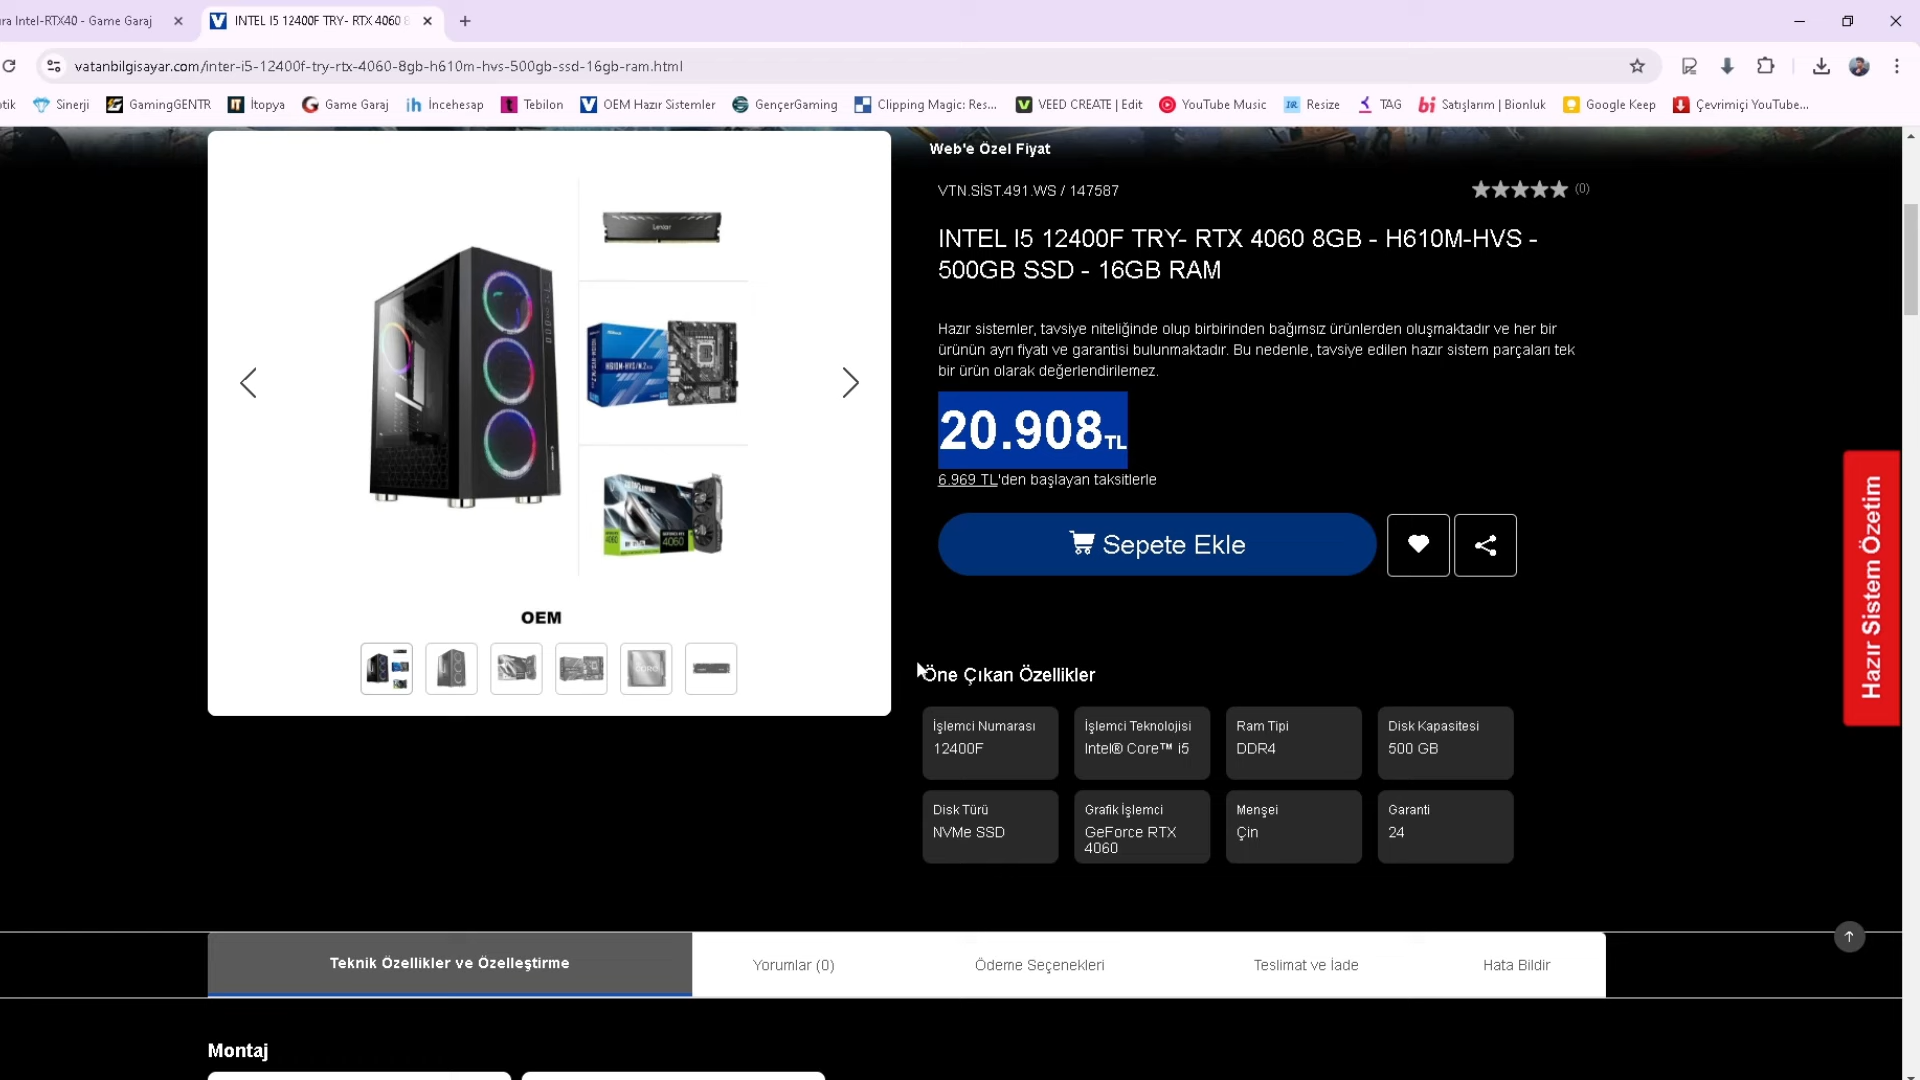 ra Intel-RTX40 - Game Garaj
INTEL I5 12400F TRY- RTX 4060 8
vatanbilgisayar.com/inter-i5-12400f-try-rtx-4060-8gb-h610m-hvs-500gb-ssd-16gb-ram.html
tik
Sinerji
GamingGENTR
İtopya
Game Garaj
İncehesap
Tebilon
OEM Hazır Sistemler
GençerGaming
Clipping Magic: Res...
VEED CREATE | Edit
YouTube Music
Resize
TAG
Satışlarım | Bionluk
Google Keep
Çevrimiçi YouTube...
Web'e Özel Fiyat
VTN.SİST.491.WS / 147587
(0)
INTEL I5 12400F TRY- RTX 4060 8GB - H610M-HVS -
500GB SSD - 16GB RAM
Hazır sistemler, tavsiye niteliğinde olup birbirinden bağımsız ürünlerden oluşmaktadır ve her bir
ürünün ayrı fiyatı ve garantisi bulunmaktadır. Bu nedenle, tavsiye edilen hazır sistem parçaları tek
bir ürün olarak değerlendirilemez.
20.908TL
6.969 TL'den başlayan taksitlerle
Sepete Ekle
Hazır Sistem Özetim
OEM
Öne Çıkan Özellikler
İşlemci Numarası
12400F
İşlemci Teknolojisi
Intel® Core™ i5
Ram Tipi
DDR4
Disk Kapasitesi
500 GB
Disk Türü
NVMe SSD
Grafik İşlemci
GeForce RTX
4060
Menşei
Çin
Garanti
24
Teknik Özellikler ve Özelleştirme
Yorumlar (0)
Ödeme Seçenekleri
Teslimat ve İade
Hata Bildir
Montaj